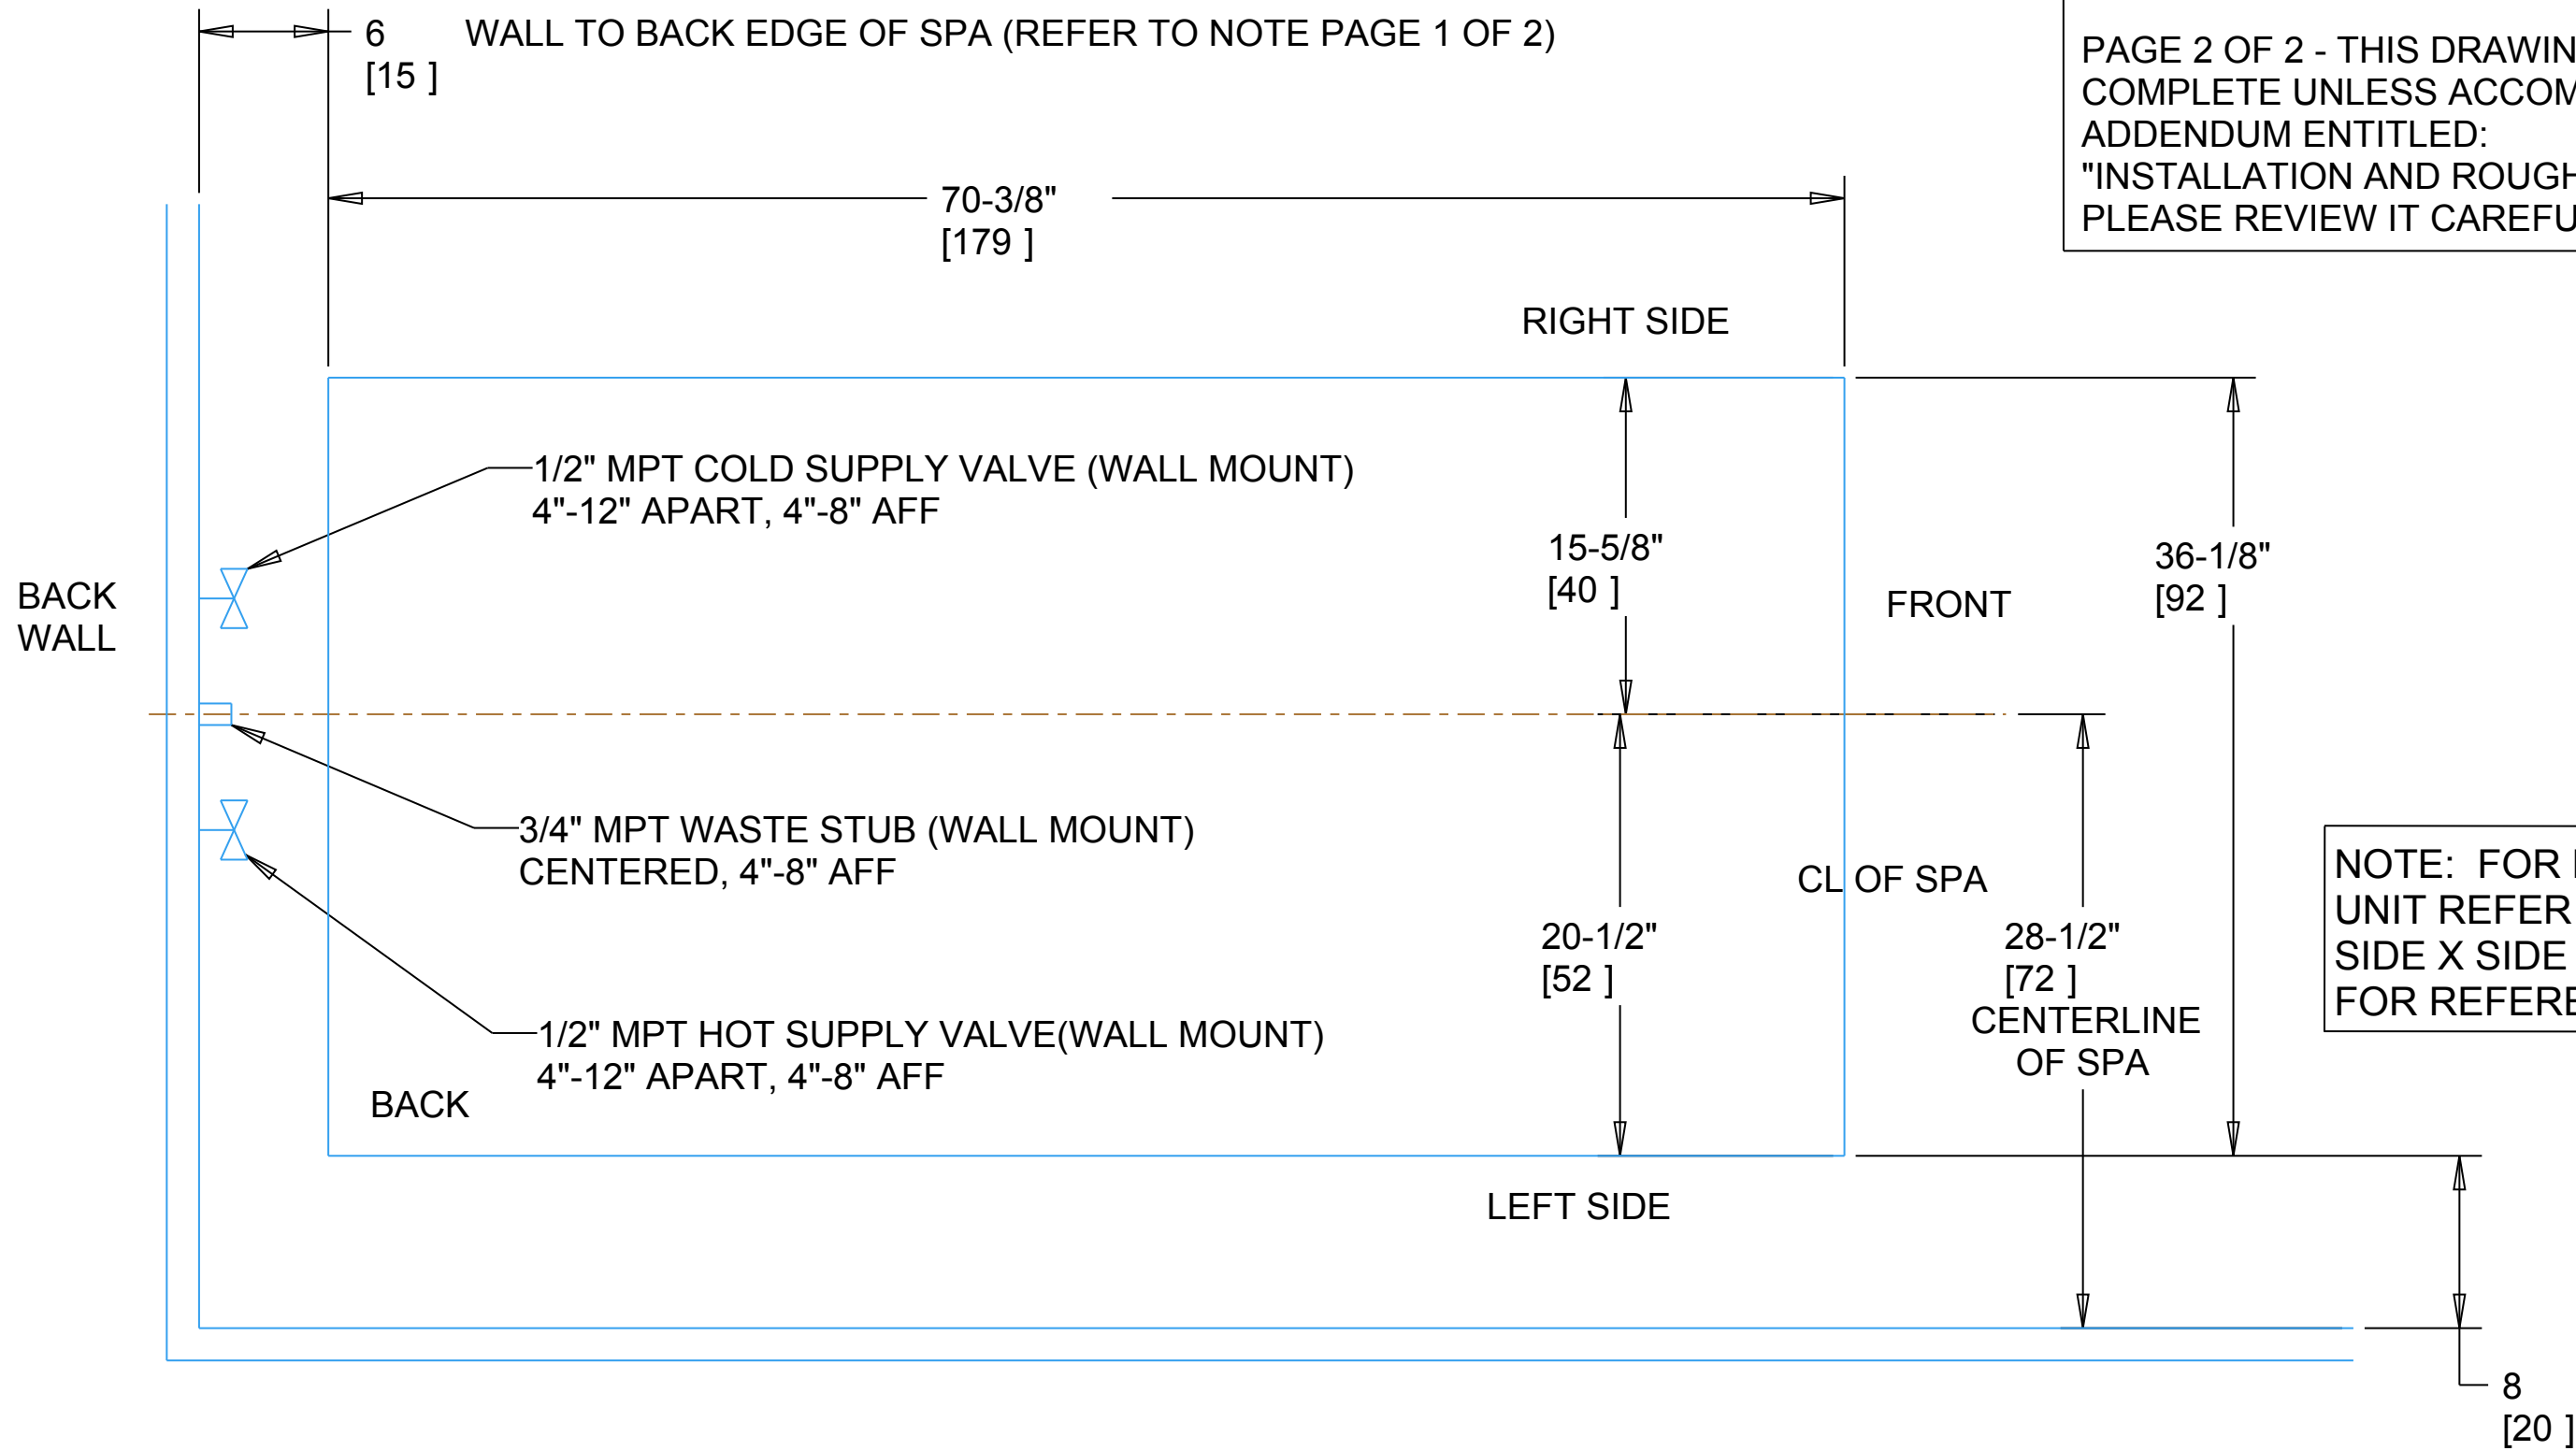 6 WALL TO BACK EDGE OF SPA (REFER TO NOTE PAGE 1 OF 2)
[15 ]
PAGE 2 OF 2 - THIS DRAWIN
COMPLETE UNLESS ACCOM
ADDENDUM ENTITLED:
"INSTALLATION AND ROUGH
PLEASE REVIEW IT CAREFU
70-3/8"
[179 ]
RIGHT SIDE
1/2" MPT COLD SUPPLY VALVE (WALL MOUNT)
4"-12" APART, 4"-8" AFF
15-5/8"
[40 ]
36-1/8"
[92 ]
BACK
WALL
FRONT
3/4" MPT WASTE STUB (WALL MOUNT)
CENTERED, 4"-8" AFF
CL OF SPA
NOTE: FOR
UNIT REFER
SIDE X SIDE
FOR REFERE
20-1/2"
[52 ]
28-1/2"
[72 ]
CENTERLINE
OF SPA
1/2" MPT HOT SUPPLY VALVE(WALL MOUNT)
4"-12" APART, 4"-8" AFF
BACK
LEFT SIDE
8
[20 ]